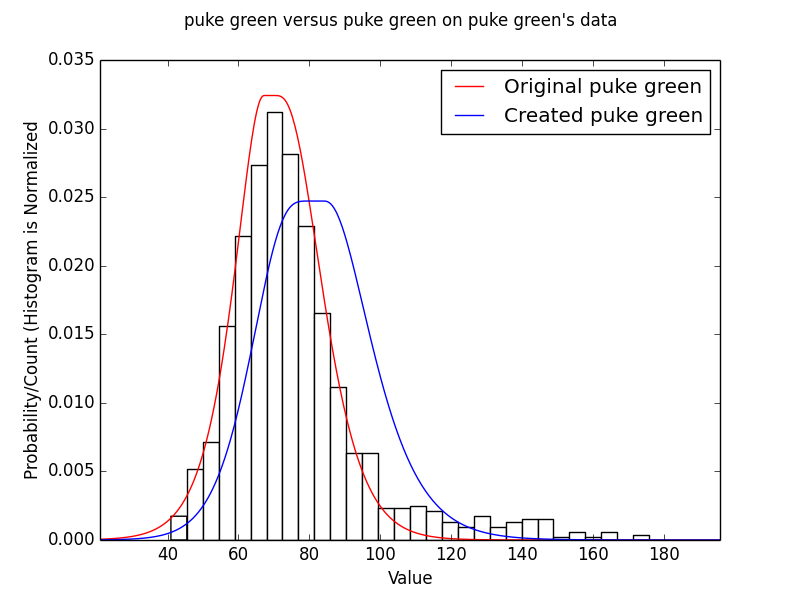 puke green versus puke green on puke green's data
Original puke green
Created puke green
Probability/Count (Histogram is Normalized
0.035
0.030
0.025
0.020
0.015
0.010
0.005
0.000
40 60 80 100 120 140 160 180
Value